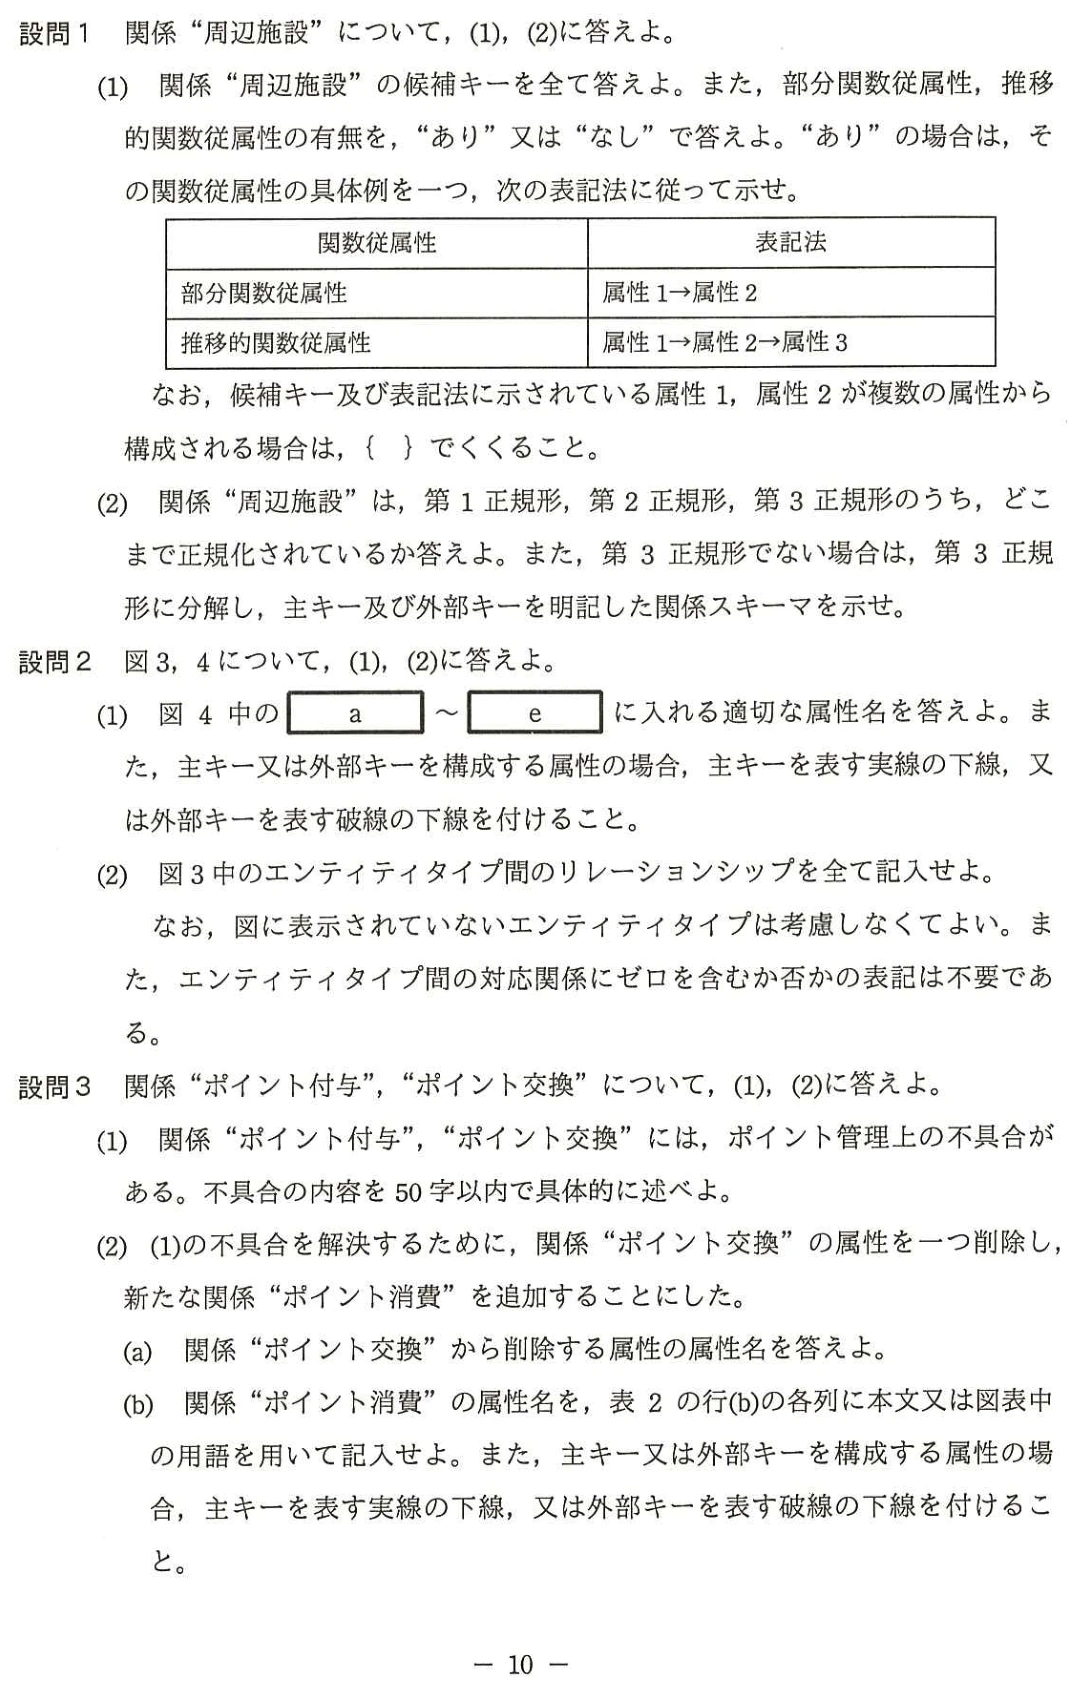 設問1 関係“周辺施設”について，(1)，(2)に答えよ。
(1) 関係“周辺施設”の候補キーを全て答えよ。また，部分関数従属性，推移
的関数従属性の有無を，“あり”又は“なし”で答えよ。“あり”の場合は，そ
の関数従属性の具体例を一つ，次の表記法に従って示せ。
関数従属性 表記法
部分関数従属性 属性1→属性2
推移的関数従属性 属性1→属性2→属性3
なお，候補キー及び表記法に示されている属性1，属性2が複数の属性から
構成される場合は，{ }でくくること。
(2) 関係“周辺施設”は，第1正規形，第2正規形，第3正規形のうち，どこ
まで正規化されているか答えよ。また，第3正規形でない場合は，第3正規
形に分解し，主キー及び外部キーを明記した関係スキーマを示せ。
設問2 図3，4について，(1)，(2)に答えよ。
(1) 図4中の a ～ e に入れる適切な属性名を答えよ。ま
た，主キー又は外部キーを構成する属性の場合，主キーを表す実線の下線，又
は外部キーを表す破線の下線を付けること。
(2) 図3中のエンティティタイプ間のリレーションシップを全て記入せよ。
なお，図に表示されていないエンティティタイプは考慮しなくてよい。ま
た，エンティティタイプ間の対応関係にゼロを含むか否かの表記は不要であ
る。
設問3 関係“ポイント付与”，“ポイント交換”について，(1)，(2)に答えよ。
(1) 関係“ポイント付与”，“ポイント交換”には，ポイント管理上の不具合が
ある。不具合の内容を50字以内で具体的に述べよ。
(2) (1)の不具合を解決するために，関係“ポイント交換”の属性を一つ削除し，
新たな関係“ポイント消費”を追加することにした。
(a) 関係“ポイント交換”から削除する属性の属性名を答えよ。
(b) 関係“ポイント消費”の属性名を，表2の行(b)の各列に本文又は図表中
の用語を用いて記入せよ。また，主キー又は外部キーを構成する属性の場
合，主キーを表す実線の下線，又は外部キーを表す破線の下線を付けるこ
と。
－ 10 －